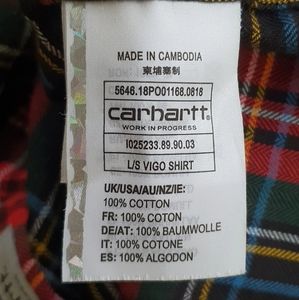 MADE IN CAMBODIA
柬埔寨制
5646.18PO01168.0818
carhartt
WORK IN PROGRESS
I025233.89.90.03
L/S VIGO SHIRT
UK/USA/AU/NZ/IE:
100% COTTON
FR: 100% COTON
DE/AT: 100% BAUMWOLLE
IT: 100% COTONE
ES: 100% ALGODON